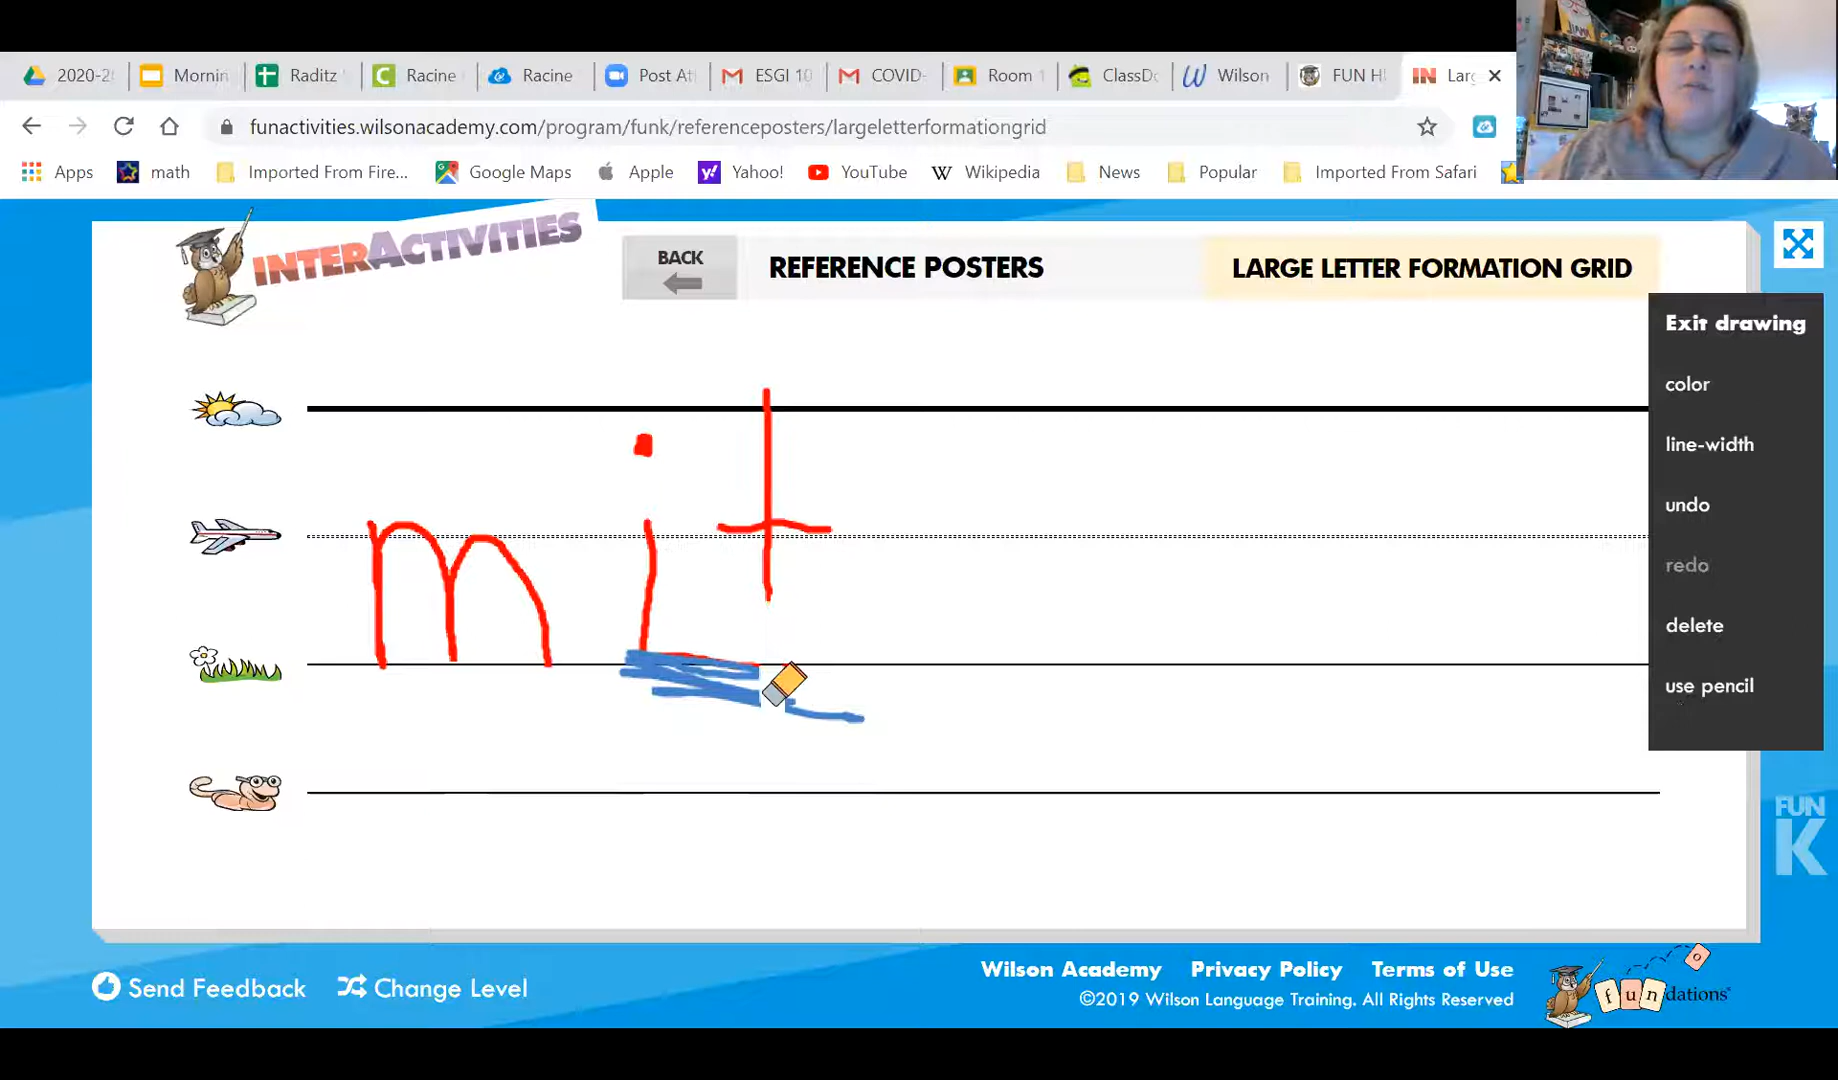 2020-2
Mornin
Raditz
Racine
Racine
Post At
ESGI 10
COVID-
Room 1
ClassDo
Wilson
FUN H
IN Larg
funactivities.wilsonacademy.com/program/funk/referenceposters/largeletterformationgrid
Apps math Imported From Fire... Google Maps Apple Yahoo! YouTube Wikipedia News Popular Imported From Safari
INTERACTIVITIES
BACK
REFERENCE POSTERS
LARGE LETTER FORMATION GRID
Exit drawing
color
line-width
undo
redo
delete
use pencil
mit
FUN
K
Send Feedback Change Level
Wilson Academy Privacy Policy Terms of Use
©2019 Wilson Language Training. All Rights Reserved
fundations